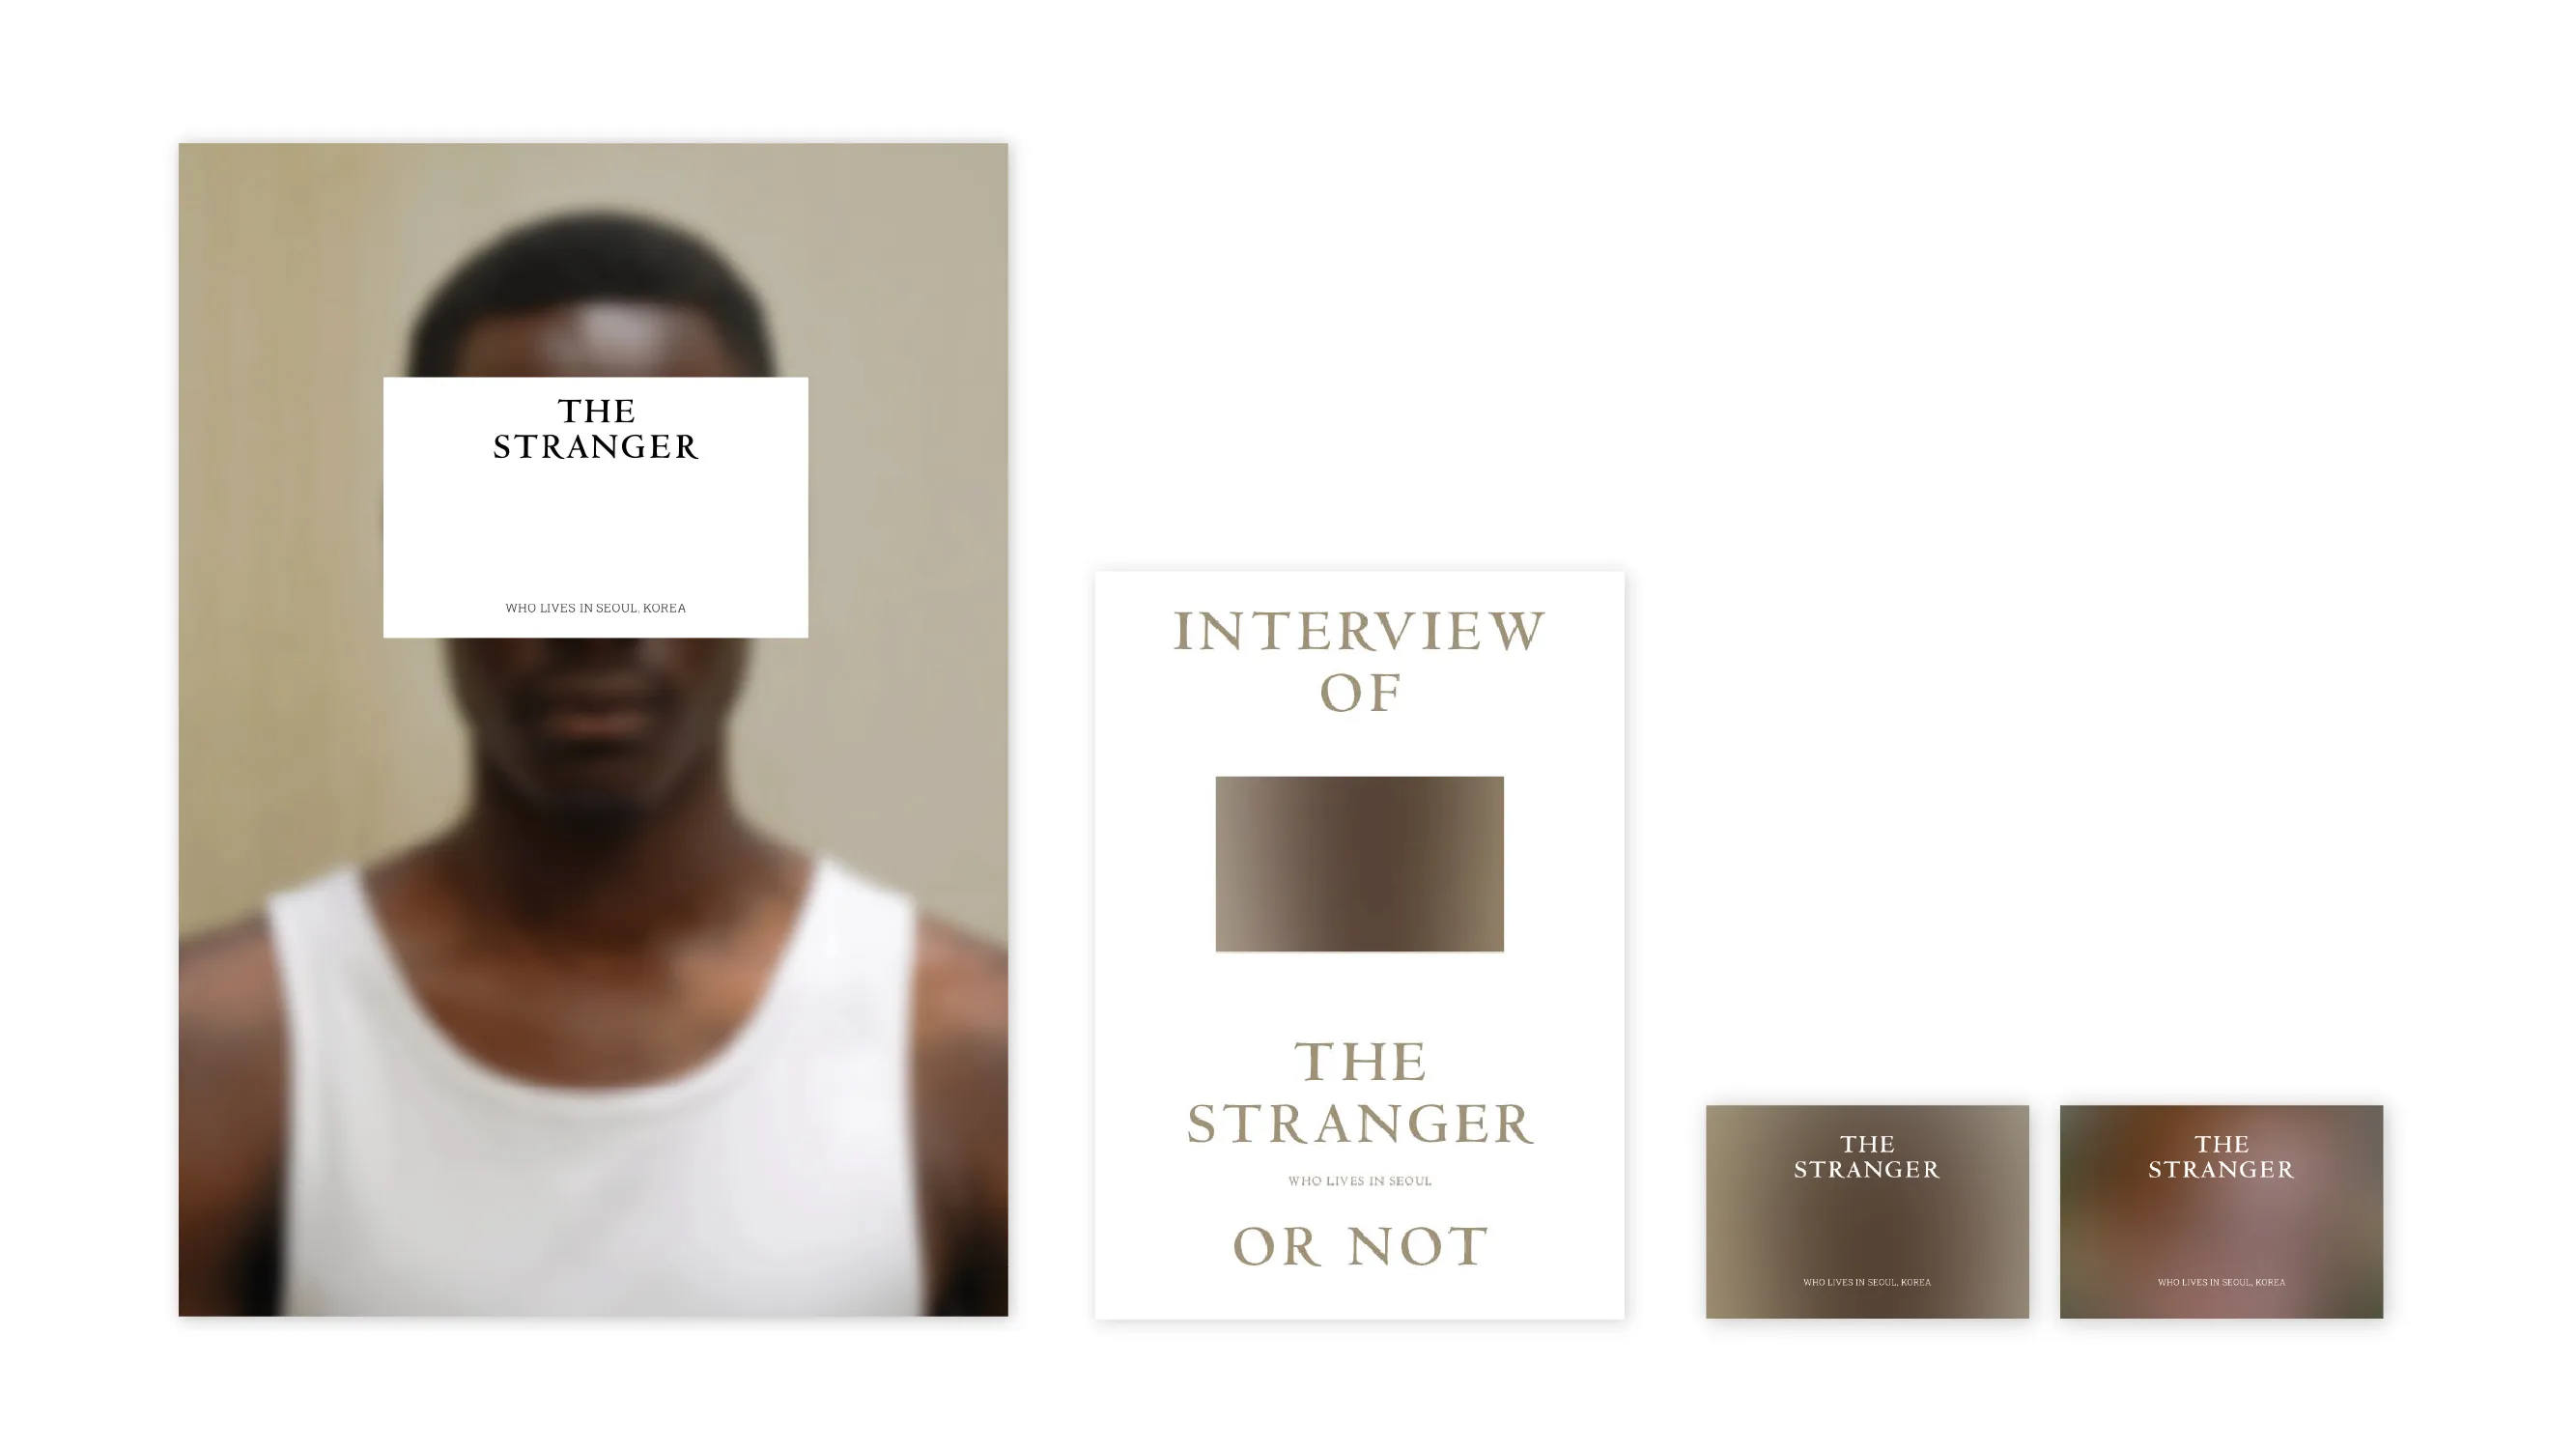 THE
STRANGER
WHO LIVES IN SEOUL, KOREA
INTERVIEW
OF
THE
STRANGER
WHO LIVES IN SEOUL
OR NOT
THE
STRANGER
WHO LIVES IN SEOUL, KOREA
THE
STRANGER
WHO LIVES IN SEOUL, KOREA